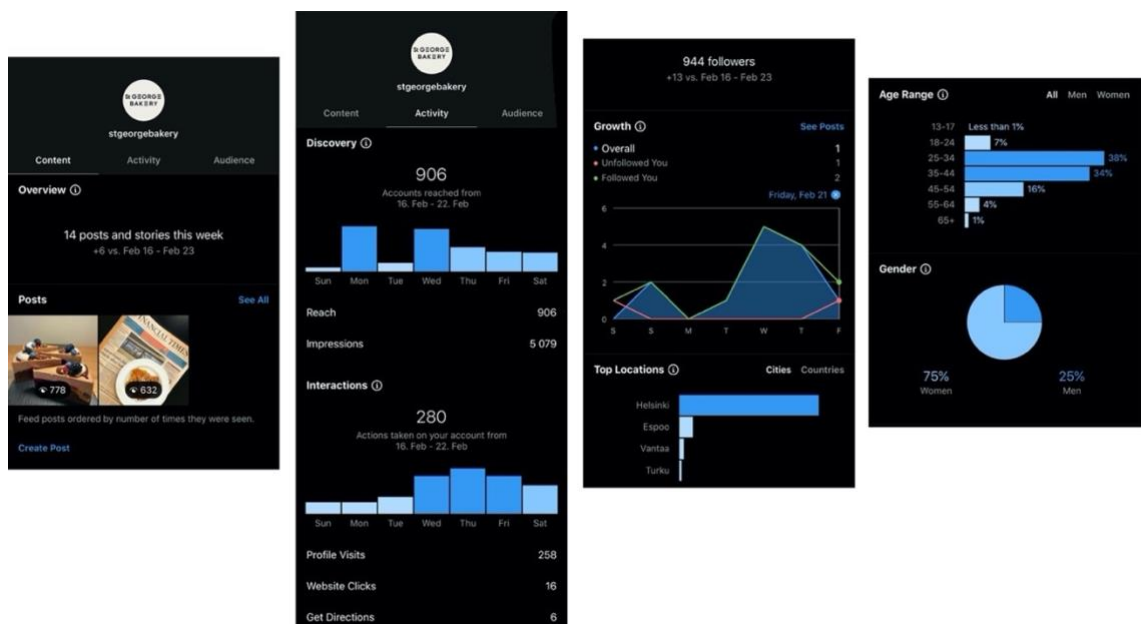 St GEORGE
BAKERY
stgeorgebakery
Content Activity Audience
Overview
14 posts and stories this week
+6 vs. Feb 16 - Feb 23
Posts See All
FINANCIAL TIMES
778 632
Feed posts ordered by number of times they were seen.
Create Post
St GEORGE
BAKERY
stgeorgebakery
Content Activity Audience
Discovery
906
Accounts reached from
16. Feb - 22. Feb
Sun Mon Tue Wed Thu Fri Sat
Reach 906
Impressions 5 079
Interactions
280
Actions taken on your account from
16. Feb - 22. Feb
Sun Mon Tue Wed Thu Fri Sat
Profile Visits 258
Website Clicks 16
Get Directions 6
944 followers
+13 vs. Feb 16 - Feb 23
Growth See Posts
Overall 1
Unfollowed You 1
Followed You 2
Friday, Feb 21
6
4
2
0
S S M T W T F
Top Locations Cities Countries
Helsinki
Espoo
Vantaa
Turku
Age Range All Men Women
13-17 Less than 1%
18-24 7%
25-34 38%
35-44 34%
45-54 16%
55-64 4%
65+ 1%
Gender
75% 25%
Women Men